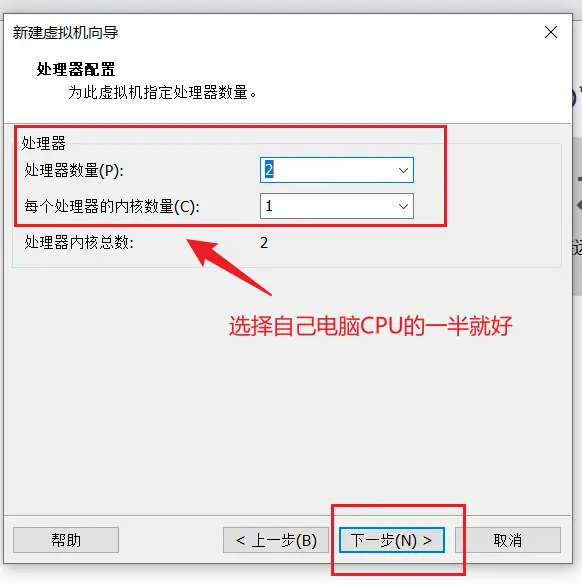 新建虚拟机向导
处理器配置
为此虚拟机指定处理器数量。
处理器
处理器数量(P): 2
每个处理器的内核数量(C): 1
处理器内核总数: 2
选择自己电脑CPU的一半就好
帮助 < 上一步(B) 下一步(N) > 取消